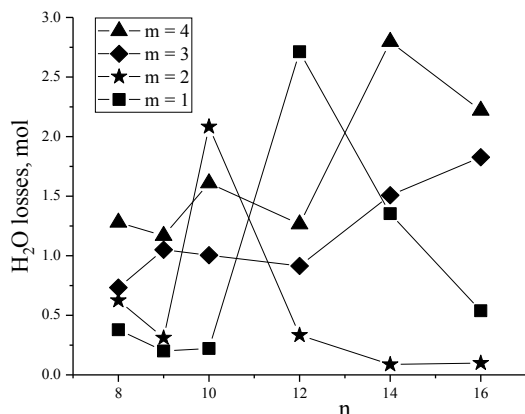 3.0
2.5
2.0
1.5
1.0
0.5
0.0
H₂O losses, mol
m = 4
m = 3
m = 2
m = 1
8 10 12 14 16
n